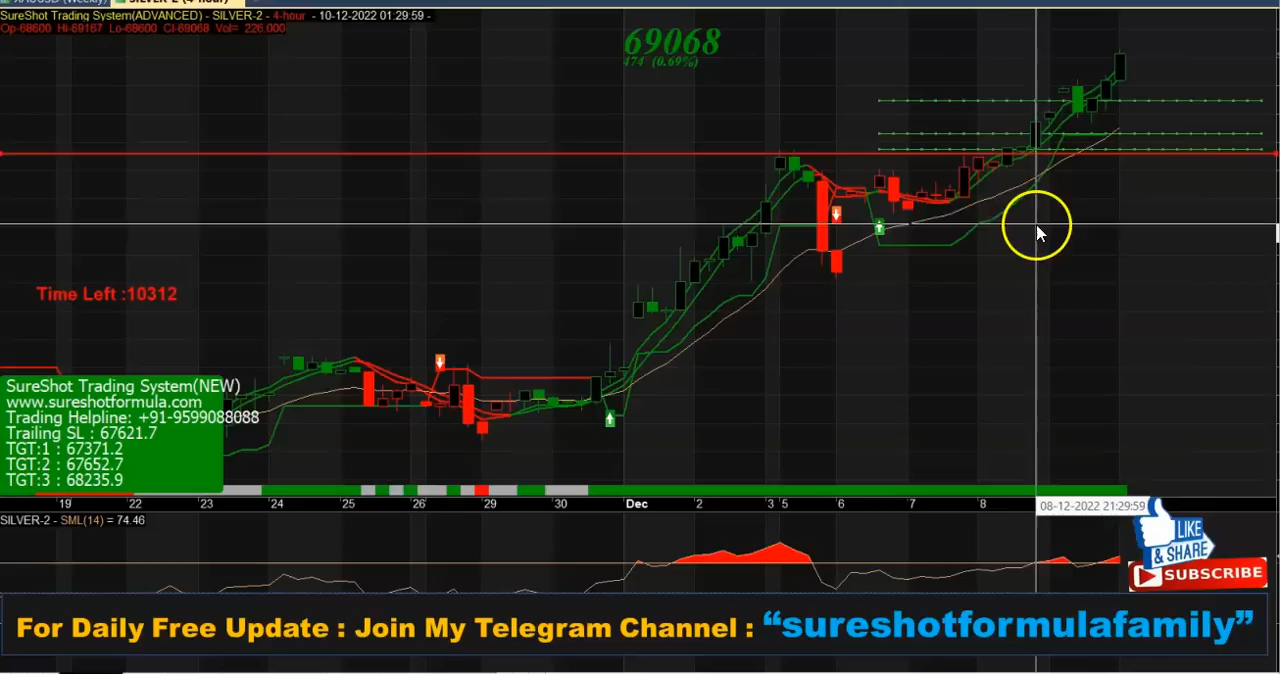 SILVER-2 (4-hour)
SureShot Trading System(ADVANCED) - SILVER-2 - 4-hour - 10-12-2022 01:29:59 -
Op-68600 Hi-69167 Lo-68600 Cl-69068 Vol= 226.000
69068
474 (0.69%)
Time Left :10312
SureShot Trading System(NEW)
www.sureshotformula.com
Trading Helpline: +91-9599088088
Trailing SL : 67621.7
TGT:1 : 67371.2
TGT:2 : 67652.7
TGT:3 : 68235.9
19 22 23 24 25 26 29 30 Dec 2 3 5 6 7 8
08-12-2022 21:29:59
SILVER-2 - SML(14) = 74.46
LIKE
& SHARE
SUBSCRIBE
For Daily Free Update : Join My Telegram Channel : “sureshotformulafamily”